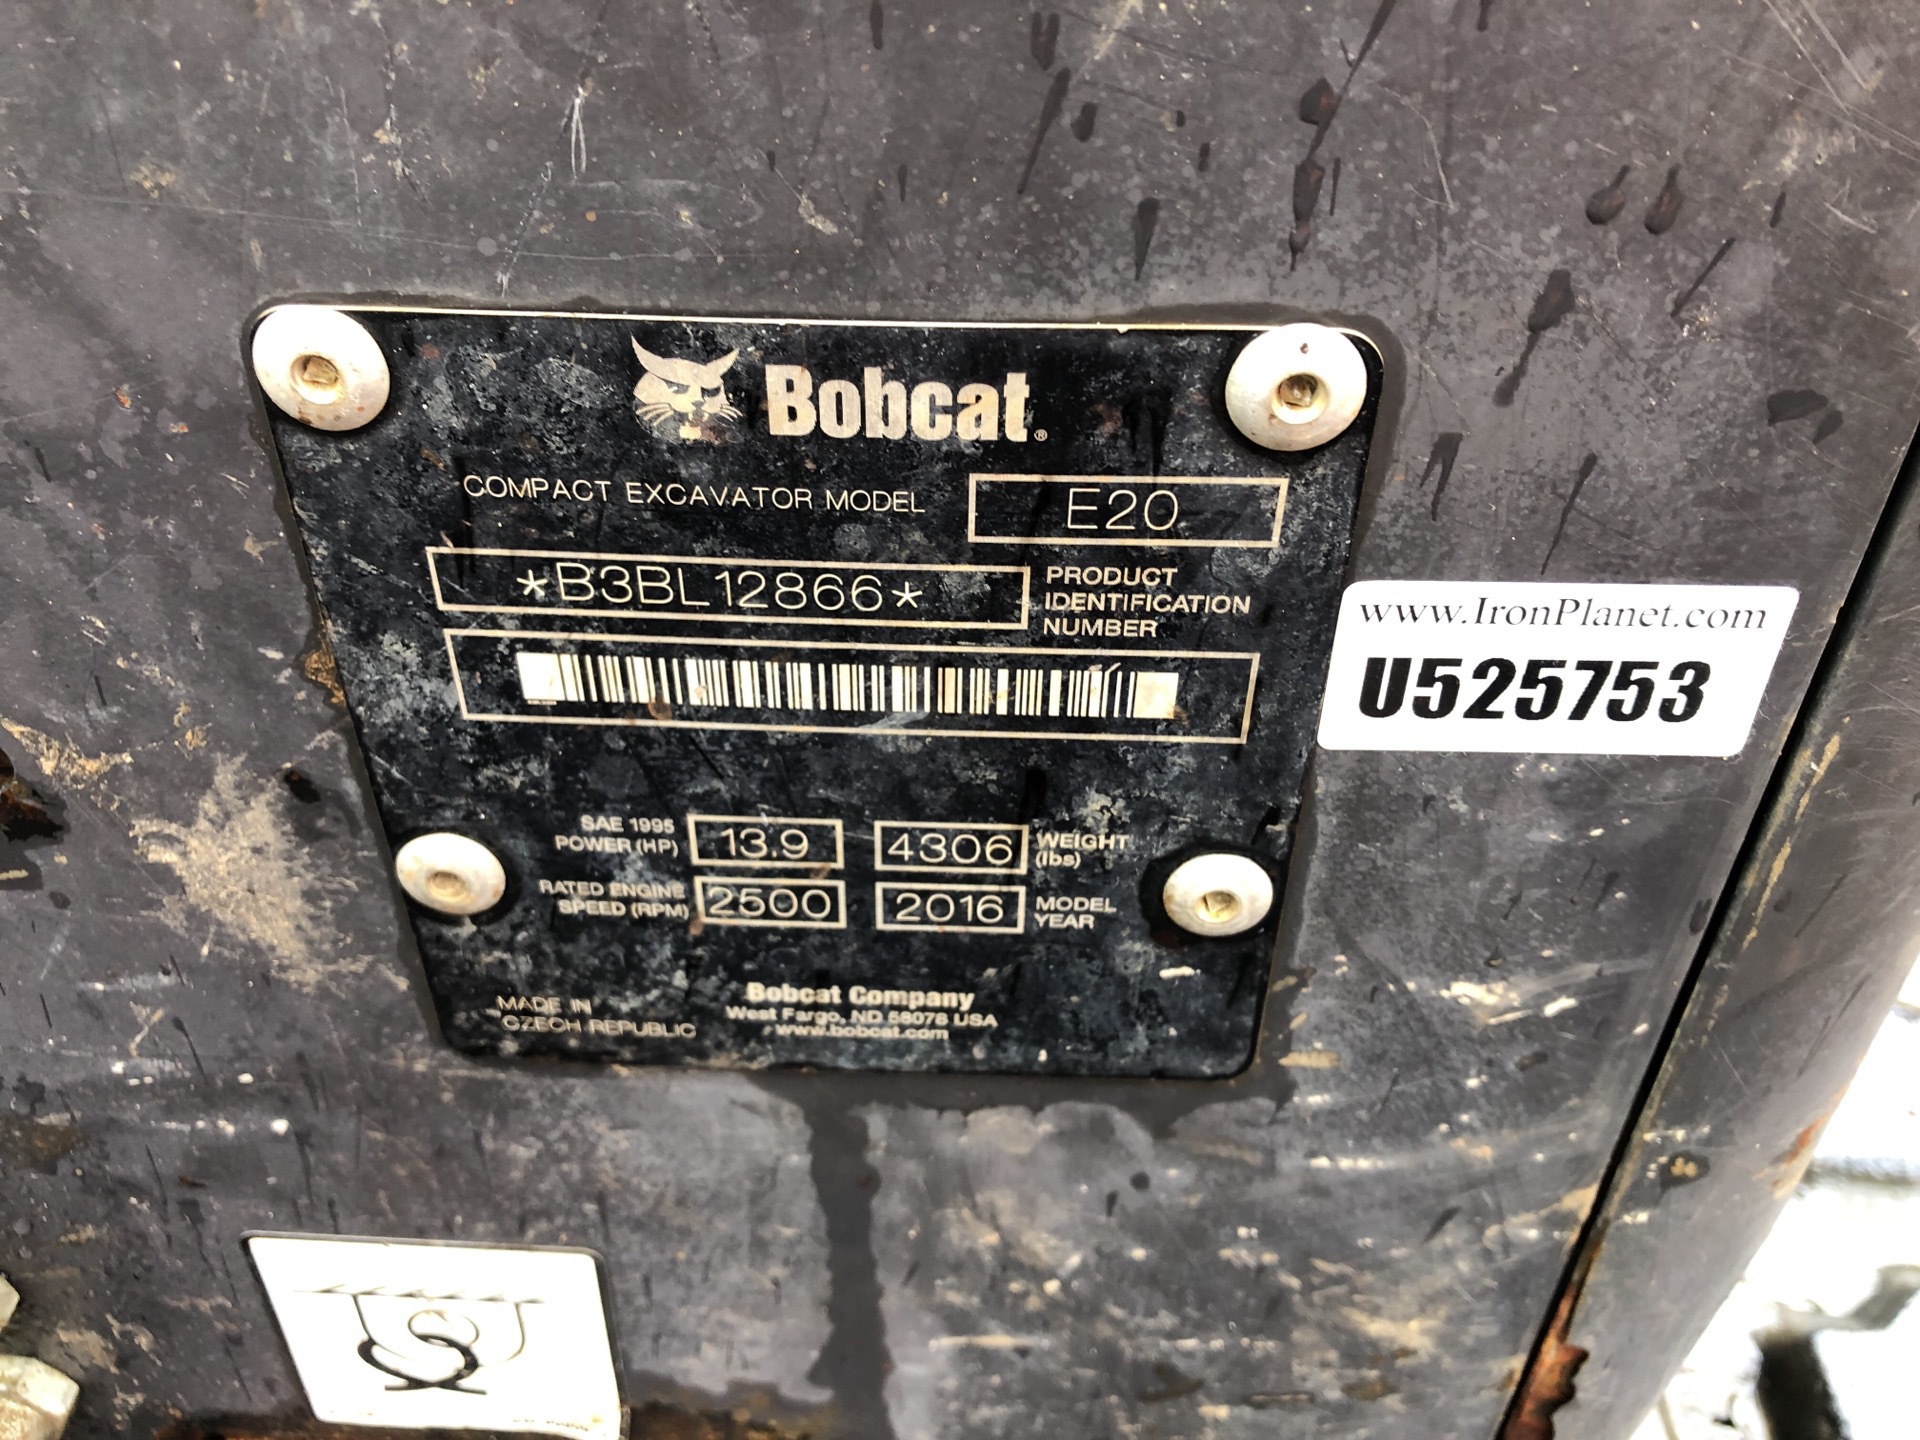 Bobcat®
COMPACT EXCAVATOR MODEL E20
*B3BL12866* PRODUCT
IDENTIFICATION
NUMBER
www.IronPlanet.com
U525753
SAE 1995
POWER (HP) 13.9
4306 WEIGHT
(lbs)
RATED ENGINE
SPEED (RPM) 2500
2016 MODEL
YEAR
MADE IN
CZECH REPUBLIC
Bobcat Company
West Fargo, ND 58078 USA
www.bobcat.com